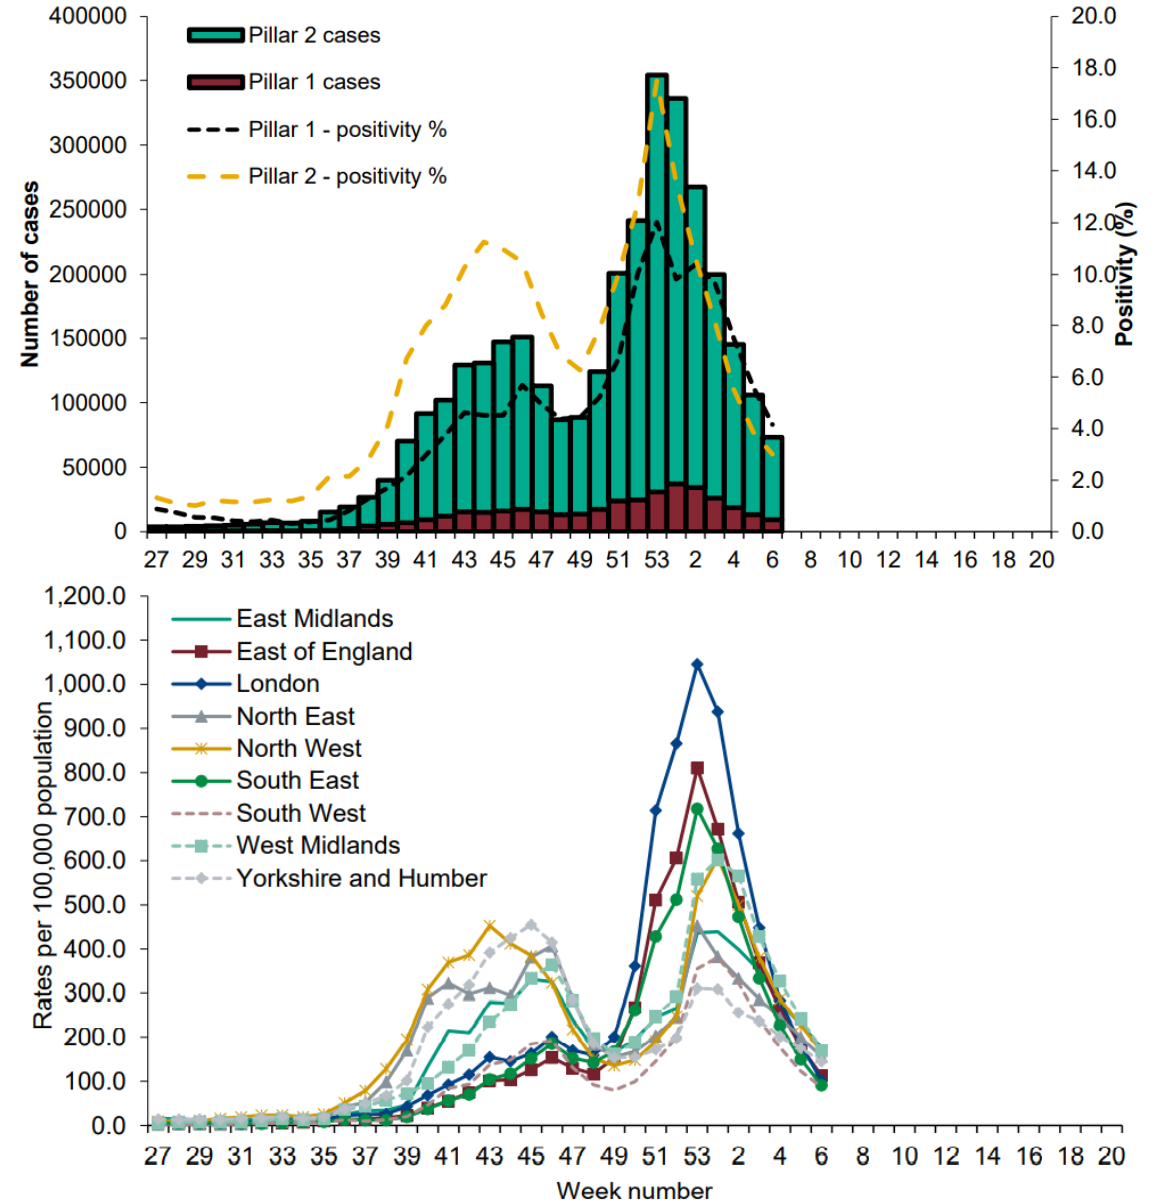 400000
350000
300000
250000
200000
150000
100000
50000
0
Number of cases
Pillar 2 cases
Pillar 1 cases
Pillar 1 - positivity %
Pillar 2 - positivity %
20.0
18.0
16.0
14.0
12.0
10.0
8.0
6.0
4.0
2.0
0.0
Positivity (%)
27 29 31 33 35 37 39 41 43 45 47 49 51 53 2 4 6 8 10 12 14 16 18 20
1,200.0
1,100.0
1,000.0
900.0
800.0
700.0
600.0
500.0
400.0
300.0
200.0
100.0
0.0
Rates per 100,000 population
East Midlands
East of England
London
North East
North West
South East
South West
West Midlands
Yorkshire and Humber
27 29 31 33 35 37 39 41 43 45 47 49 51 53 2 4 6 8 10 12 14 16 18 20
Week number